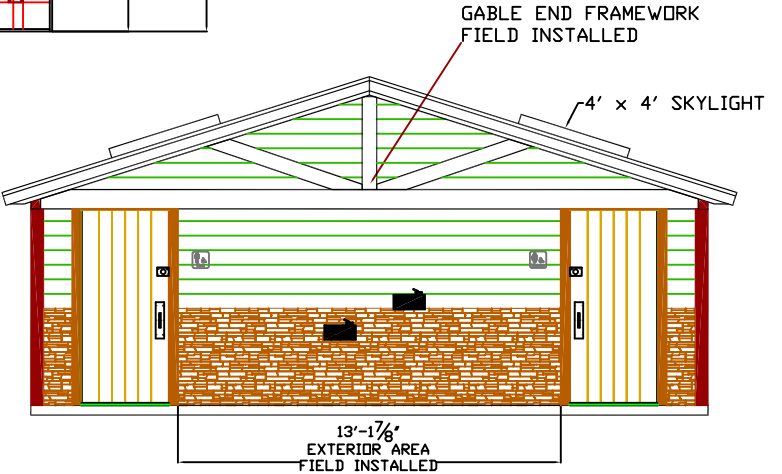 GABLE END FRAMEWORK
FIELD INSTALLED
4' x 4' SKYLIGHT
13'-1⅞"
EXTERIOR AREA
FIELD INSTALLED